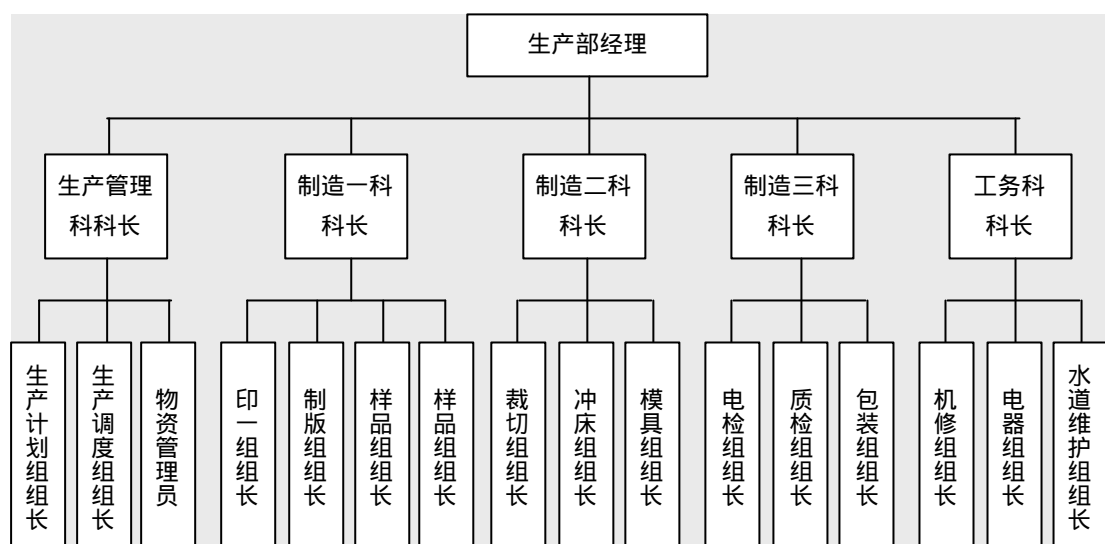 生产部经理
生产管理
科科长
制造一科
科长
制造二科
科长
制造三科
科长
工务科
科长
生产计划组组长
生产调度组组长
物资管理员
印一组组长
制版组组长
样品组组长
样品组组长
裁切组组长
冲床组组长
模具组组长
电检组组长
质检组组长
包装组组长
机修组组长
电器组组长
水道维护组组长